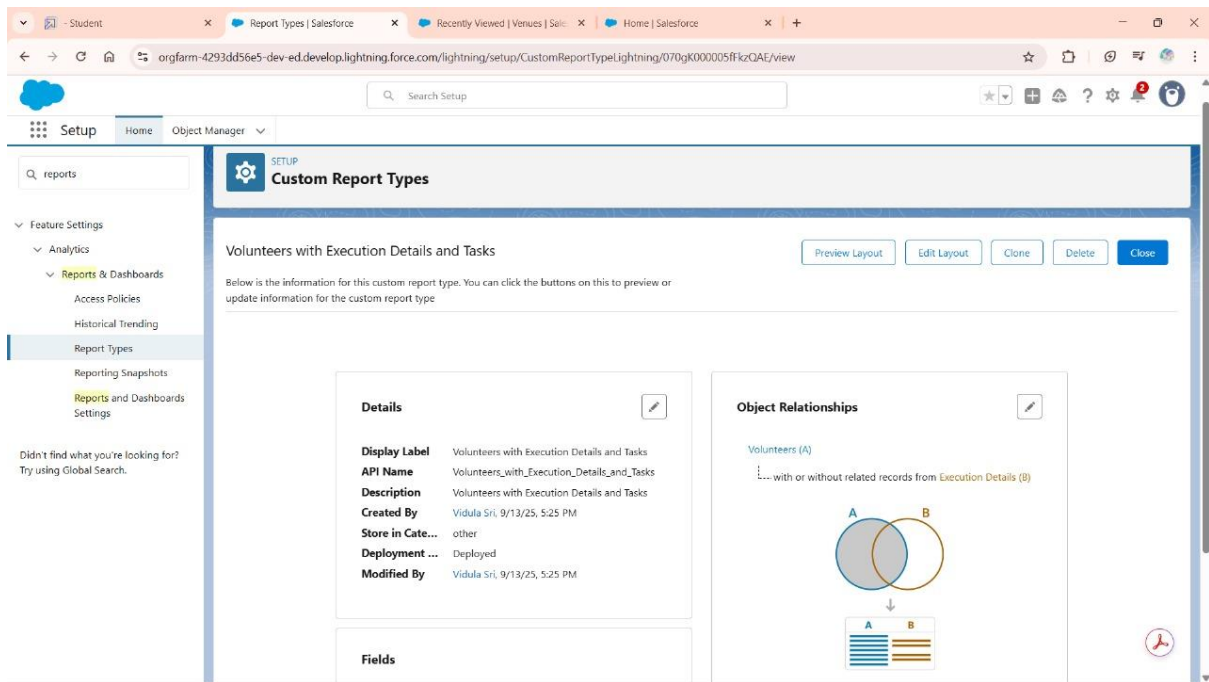 - Student
Report Types | Salesforce
Recently Viewed | Venues | Sale
Home | Salesforce
orgfarm-4293dd56e5-dev-ed.develop.lightning.force.com/lightning/setup/CustomReportTypeLightning/070gK000005fFkzQAE/view
Search Setup
2
Setup
Home
Object Manager
reports
SETUP
Custom Report Types
Feature Settings
Analytics
Reports & Dashboards
Access Policies
Historical Trending
Report Types
Reporting Snapshots
Reports and Dashboards
Settings
Didn't find what you're looking for?
Try using Global Search.
Volunteers with Execution Details and Tasks
Preview Layout
Edit Layout
Clone
Delete
Close
Below is the information for this custom report type. You can click the buttons on this to preview or
update information for the custom report type
Details
Display Label Volunteers with Execution Details and Tasks
API Name Volunteers_with_Execution_Details_and_Tasks
Description Volunteers with Execution Details and Tasks
Created By Vidula Sri, 9/13/25, 5:25 PM
Store in Cate... other
Deployment ... Deployed
Modified By Vidula Sri, 9/13/25, 5:25 PM
Fields
Object Relationships
Volunteers (A)
with or without related records from Execution Details (B)
A B
A B